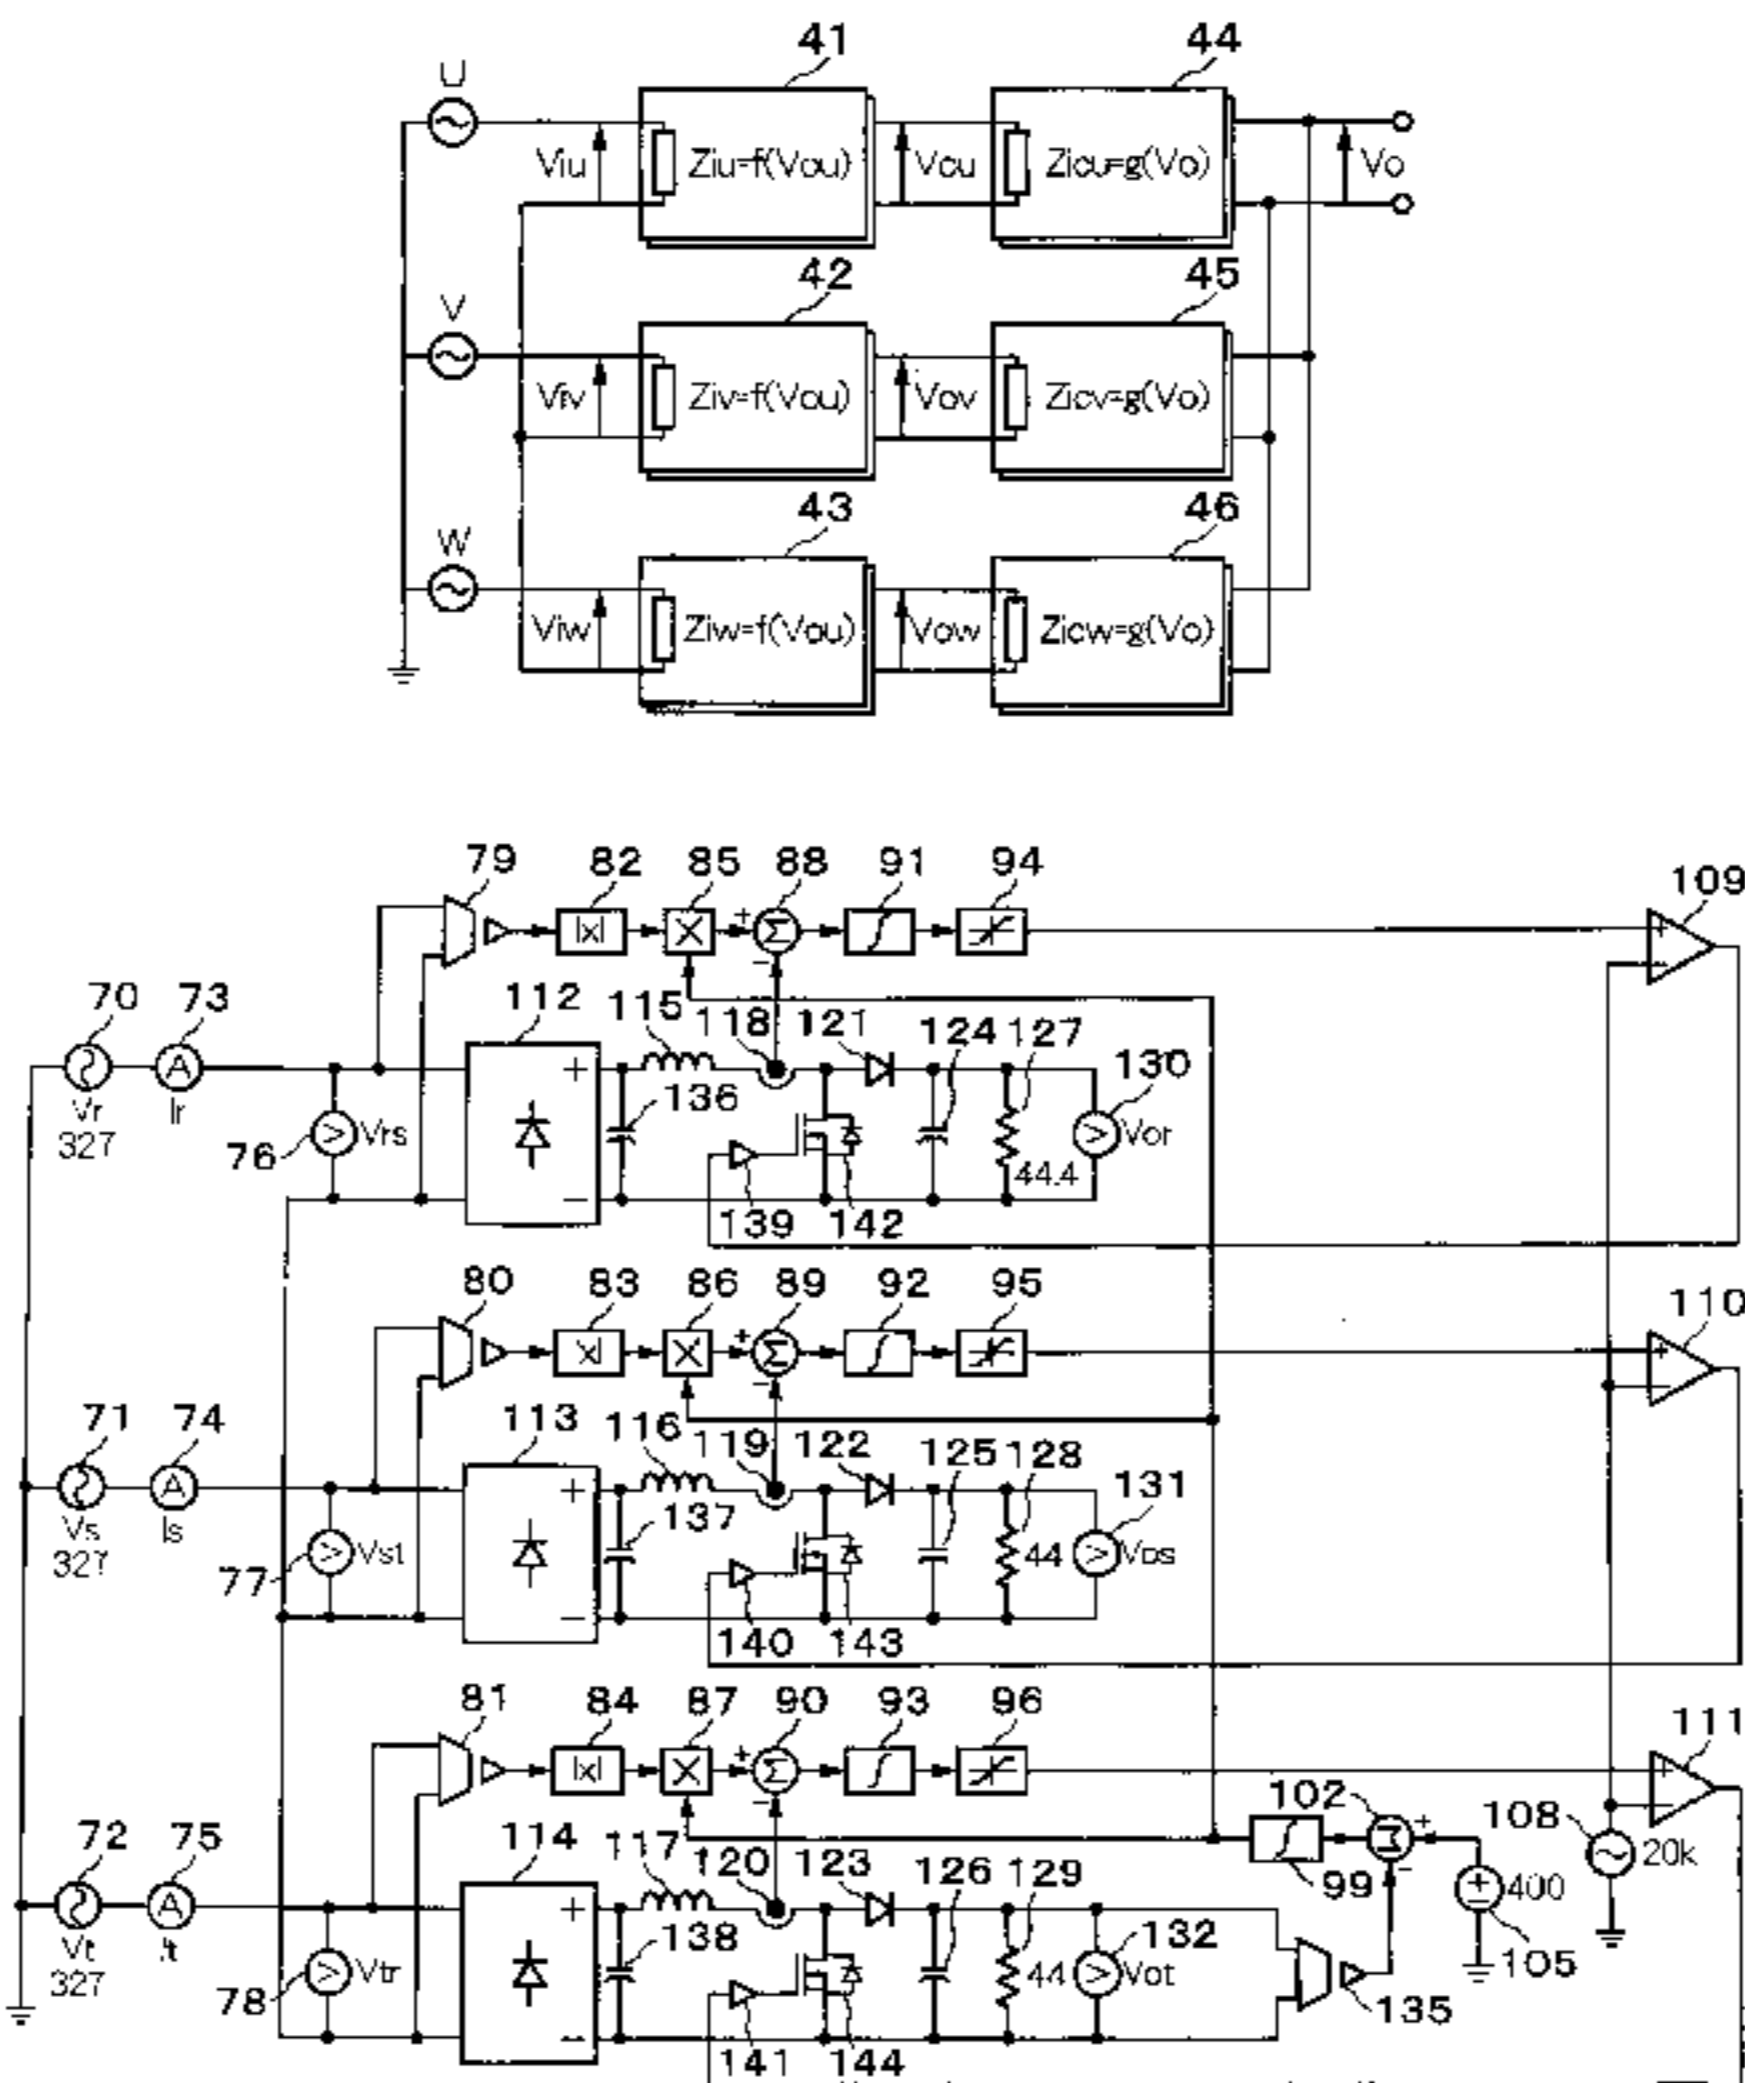 41 44
U
Viu Ziu=f(Vou) Vou Zicu=g(Vo) Vo
42 45
V
Viv Ziv=f(Vou) Vov Zicv=g(Vo)
43 46
W
Viw Ziw=f(Vou) Vow Zicw=g(Vo)
79 82 85 88 91 94 109
|x| X + Σ − + −
70 73 112 115 118 121 124 127 130
A + 136
Vr Ir 76 > Vrs > Vor
327 − 139 142 44.4
80 83 86 89 92 95 110
|x| X + Σ − + −
71 74 113 116 119 122 125 128 131
A + 137
Vs Is 77 > Vst 44 > Vos
327 − 140 143
81 84 87 90 93 96 111
|x| X + Σ − + −
102 Σ + − 108
72 75 114 117 120 123 126 129 99 ± 400 20k
A + 138 132 105
Vt It 78 > Vtr 44 > Vot 135
327 − 141 144